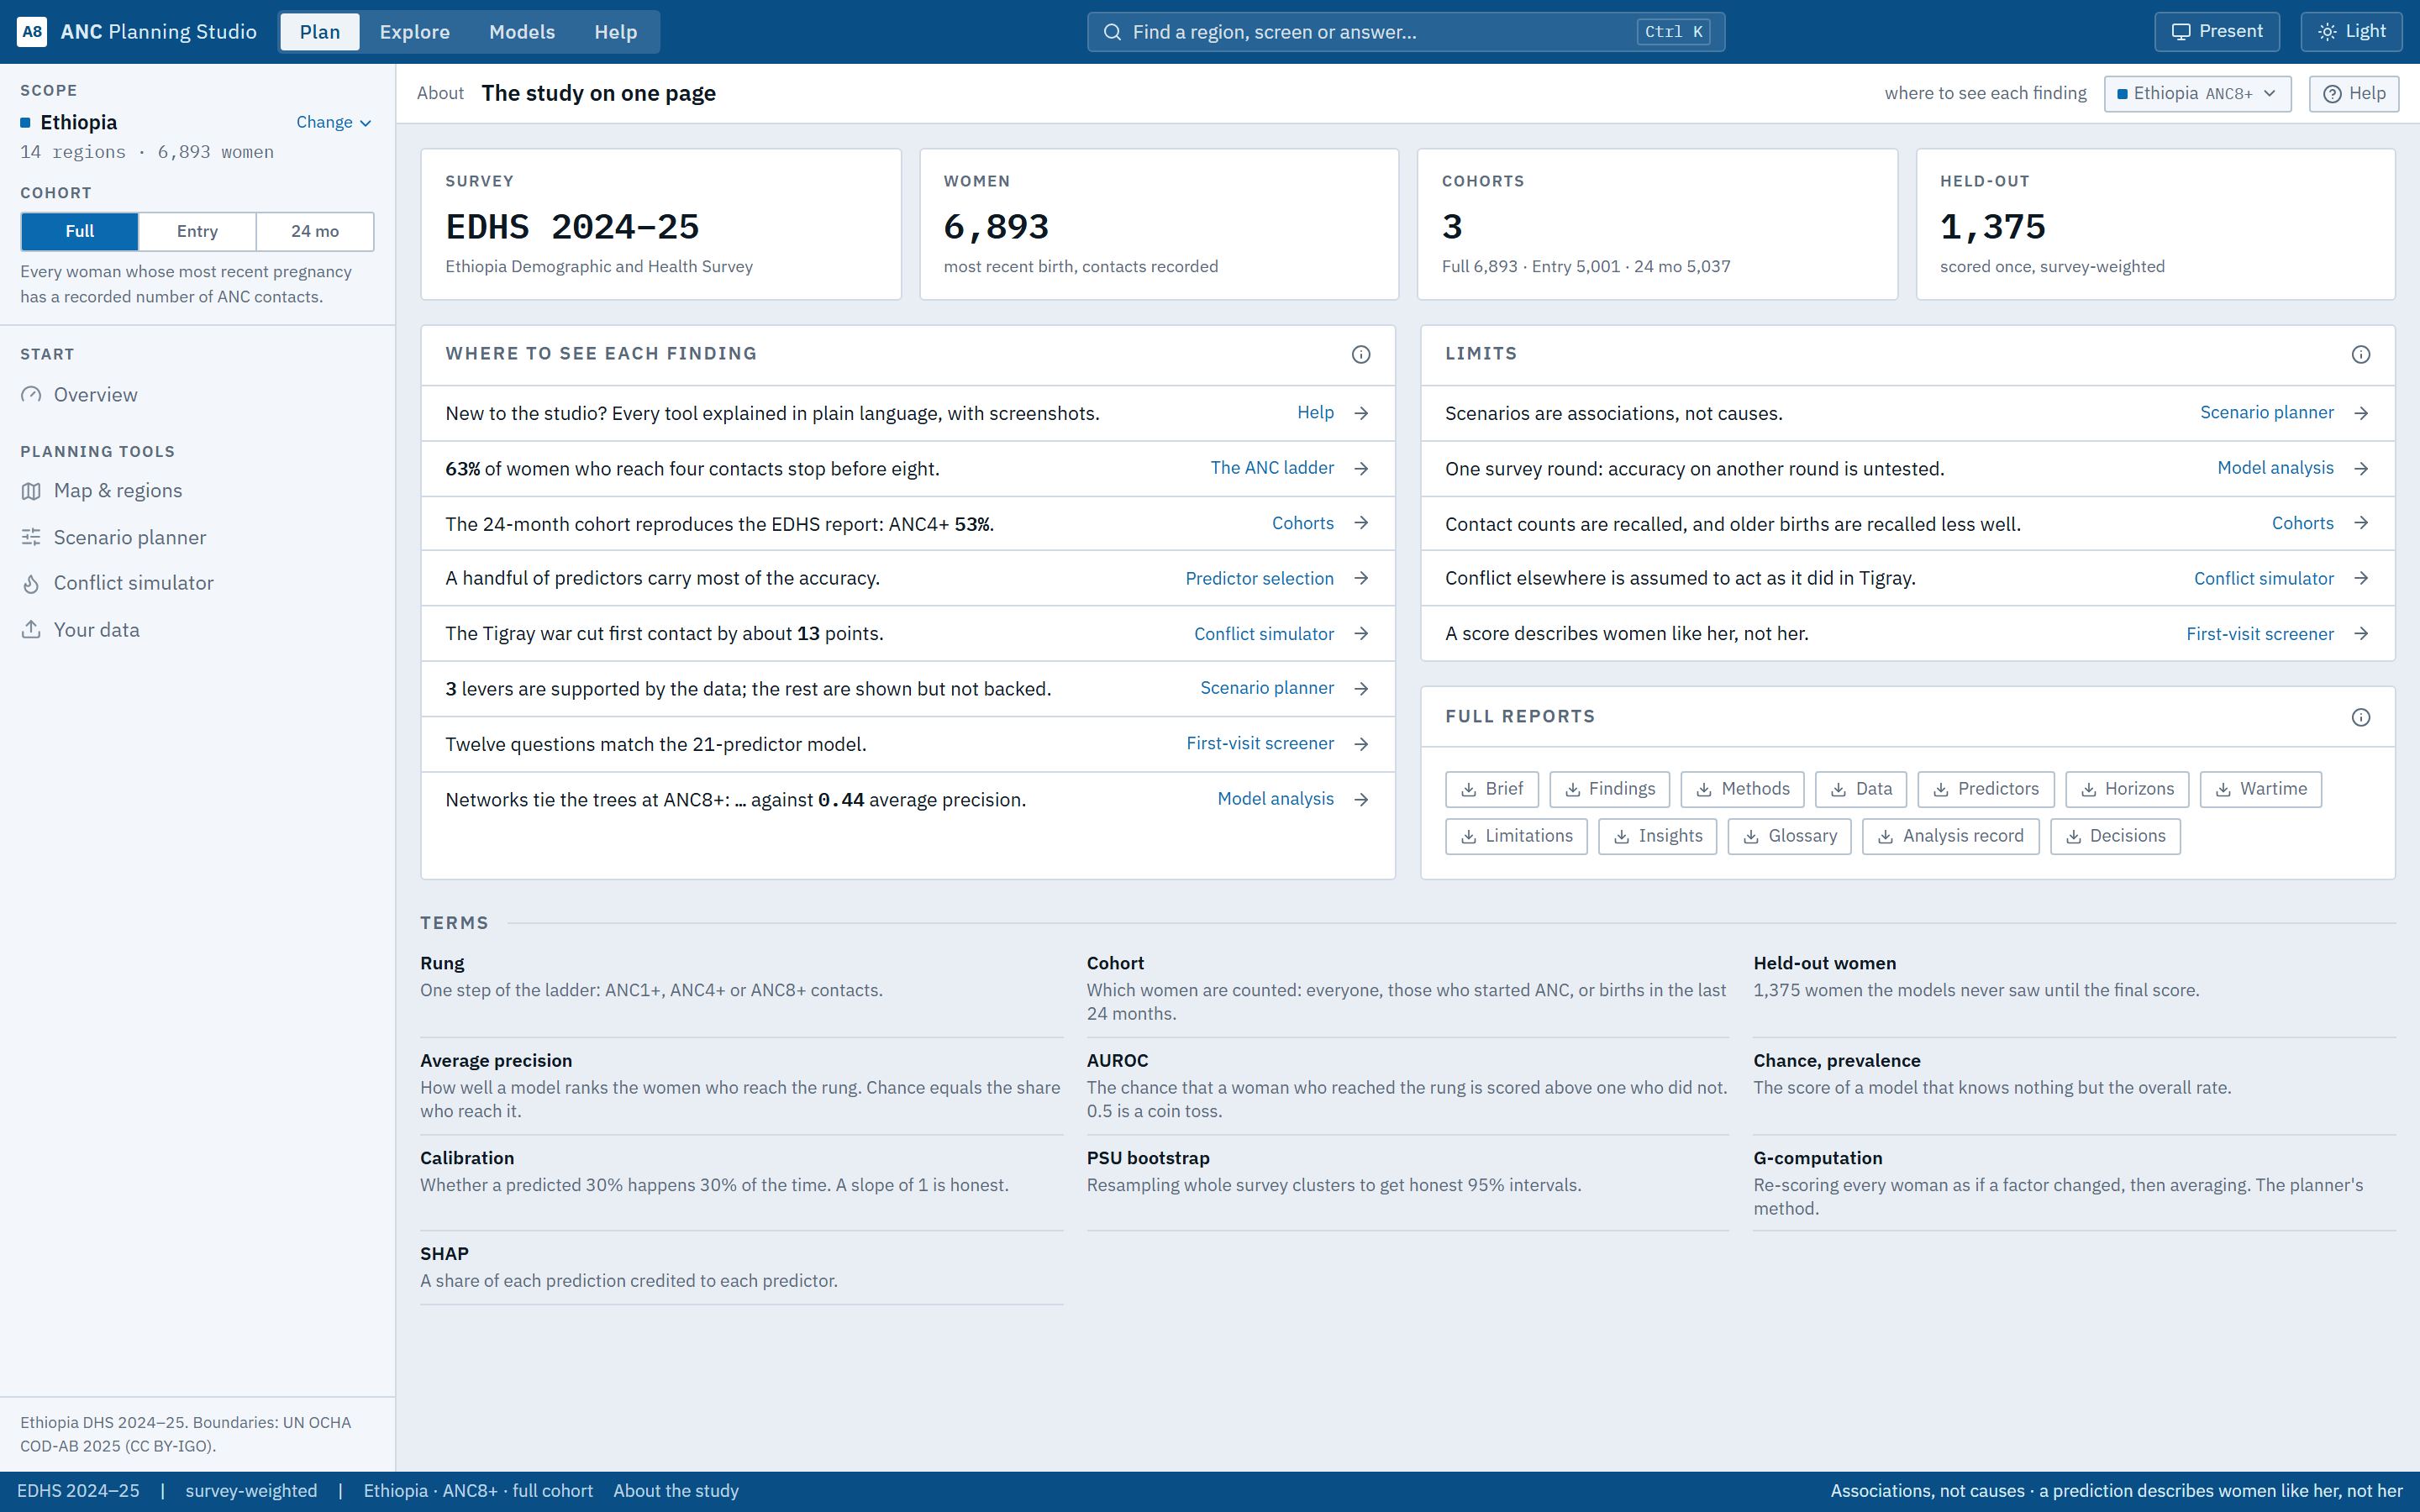 A8 ANC Planning Studio Plan Explore Models Help Find a region, screen or answer... Ctrl K Present Light
SCOPE
Ethiopia Change
14 regions · 6,893 women
COHORT
Full Entry 24 mo
Every woman whose most recent pregnancy
has a recorded number of ANC contacts.
START
Overview
PLANNING TOOLS
Map & regions
Scenario planner
Conflict simulator
Your data
Ethiopia DHS 2024–25. Boundaries: UN OCHA
COD-AB 2025 (CC BY-IGO).
About The study on one page where to see each finding Ethiopia ANC8+ Help
SURVEY
EDHS 2024–25
Ethiopia Demographic and Health Survey
WOMEN
6,893
most recent birth, contacts recorded
COHORTS
3
Full 6,893 · Entry 5,001 · 24 mo 5,037
HELD-OUT
1,375
scored once, survey-weighted
WHERE TO SEE EACH FINDING
New to the studio? Every tool explained in plain language, with screenshots. Help →
63% of women who reach four contacts stop before eight. The ANC ladder →
The 24-month cohort reproduces the EDHS report: ANC4+ 53%. Cohorts →
A handful of predictors carry most of the accuracy. Predictor selection →
The Tigray war cut first contact by about 13 points. Conflict simulator →
3 levers are supported by the data; the rest are shown but not backed. Scenario planner →
Twelve questions match the 21-predictor model. First-visit screener →
Networks tie the trees at ANC8+: … against 0.44 average precision. Model analysis →
LIMITS
Scenarios are associations, not causes. Scenario planner →
One survey round: accuracy on another round is untested. Model analysis →
Contact counts are recalled, and older births are recalled less well. Cohorts →
Conflict elsewhere is assumed to act as it did in Tigray. Conflict simulator →
A score describes women like her, not her. First-visit screener →
FULL REPORTS
Brief Findings Methods Data Predictors Horizons Wartime
Limitations Insights Glossary Analysis record Decisions
TERMS
Rung
One step of the ladder: ANC1+, ANC4+ or ANC8+ contacts.
Cohort
Which women are counted: everyone, those who started ANC, or births in the last
24 months.
Held-out women
1,375 women the models never saw until the final score.
Average precision
How well a model ranks the women who reach the rung. Chance equals the share
who reach it.
AUROC
The chance that a woman who reached the rung is scored above one who did not.
0.5 is a coin toss.
Chance, prevalence
The score of a model that knows nothing but the overall rate.
Calibration
Whether a predicted 30% happens 30% of the time. A slope of 1 is honest.
PSU bootstrap
Resampling whole survey clusters to get honest 95% intervals.
G-computation
Re-scoring every woman as if a factor changed, then averaging. The planner's
method.
SHAP
A share of each prediction credited to each predictor.
EDHS 2024–25 | survey-weighted | Ethiopia · ANC8+ · full cohort About the study Associations, not causes · a prediction describes women like her, not her